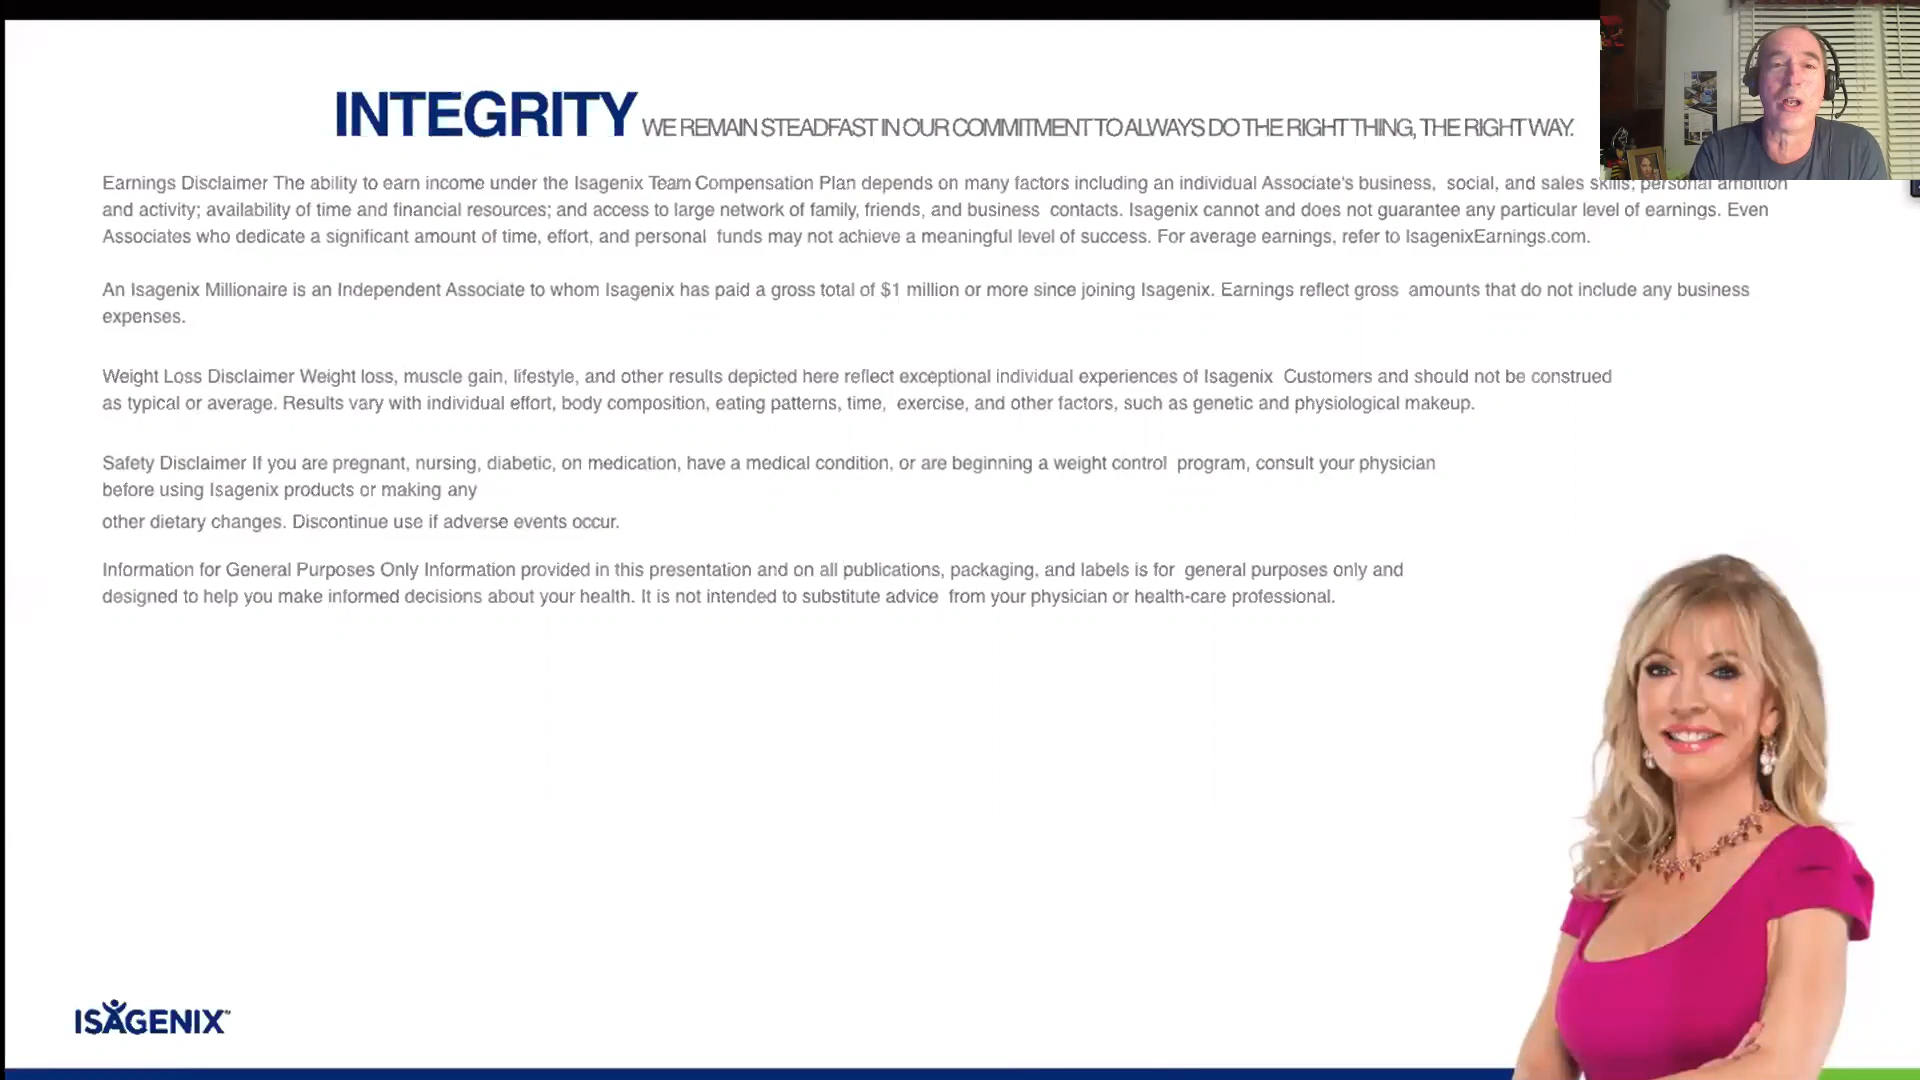 INTEGRITY WE REMAIN STEADFAST IN OUR COMMITMENT TO ALWAYS DO THE RIGHT THING, THE RIGHT WAY.
Earnings Disclaimer The ability to earn income under the Isagenix Team Compensation Plan depends on many factors including an individual Associate's business, social, and sales skills; personal ambition
and activity; availability of time and financial resources; and access to large network of family, friends, and business contacts. Isagenix cannot and does not guarantee any particular level of earnings. Even
Associates who dedicate a significant amount of time, effort, and personal funds may not achieve a meaningful level of success. For average earnings, refer to IsagenixEarnings.com.
An Isagenix Millionaire is an Independent Associate to whom Isagenix has paid a gross total of $1 million or more since joining Isagenix. Earnings reflect gross amounts that do not include any business
expenses.
Weight Loss Disclaimer Weight loss, muscle gain, lifestyle, and other results depicted here reflect exceptional individual experiences of Isagenix Customers and should not be construed
as typical or average. Results vary with individual effort, body composition, eating patterns, time, exercise, and other factors, such as genetic and physiological makeup.
Safety Disclaimer If you are pregnant, nursing, diabetic, on medication, have a medical condition, or are beginning a weight control program, consult your physician
before using Isagenix products or making any
other dietary changes. Discontinue use if adverse events occur.
Information for General Purposes Only Information provided in this presentation and on all publications, packaging, and labels is for general purposes only and
designed to help you make informed decisions about your health. It is not intended to substitute advice from your physician or health-care professional.
ISAGENIX